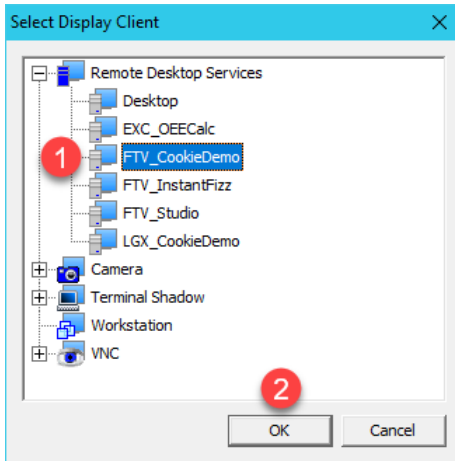 Select Display Client
Remote Desktop Services
Desktop
EXC_OEECalc
1
FTV_CookieDemo
FTV_InstantFizz
FTV_Studio
LGX_CookieDemo
Camera
Terminal Shadow
Workstation
VNC
2
OK Cancel